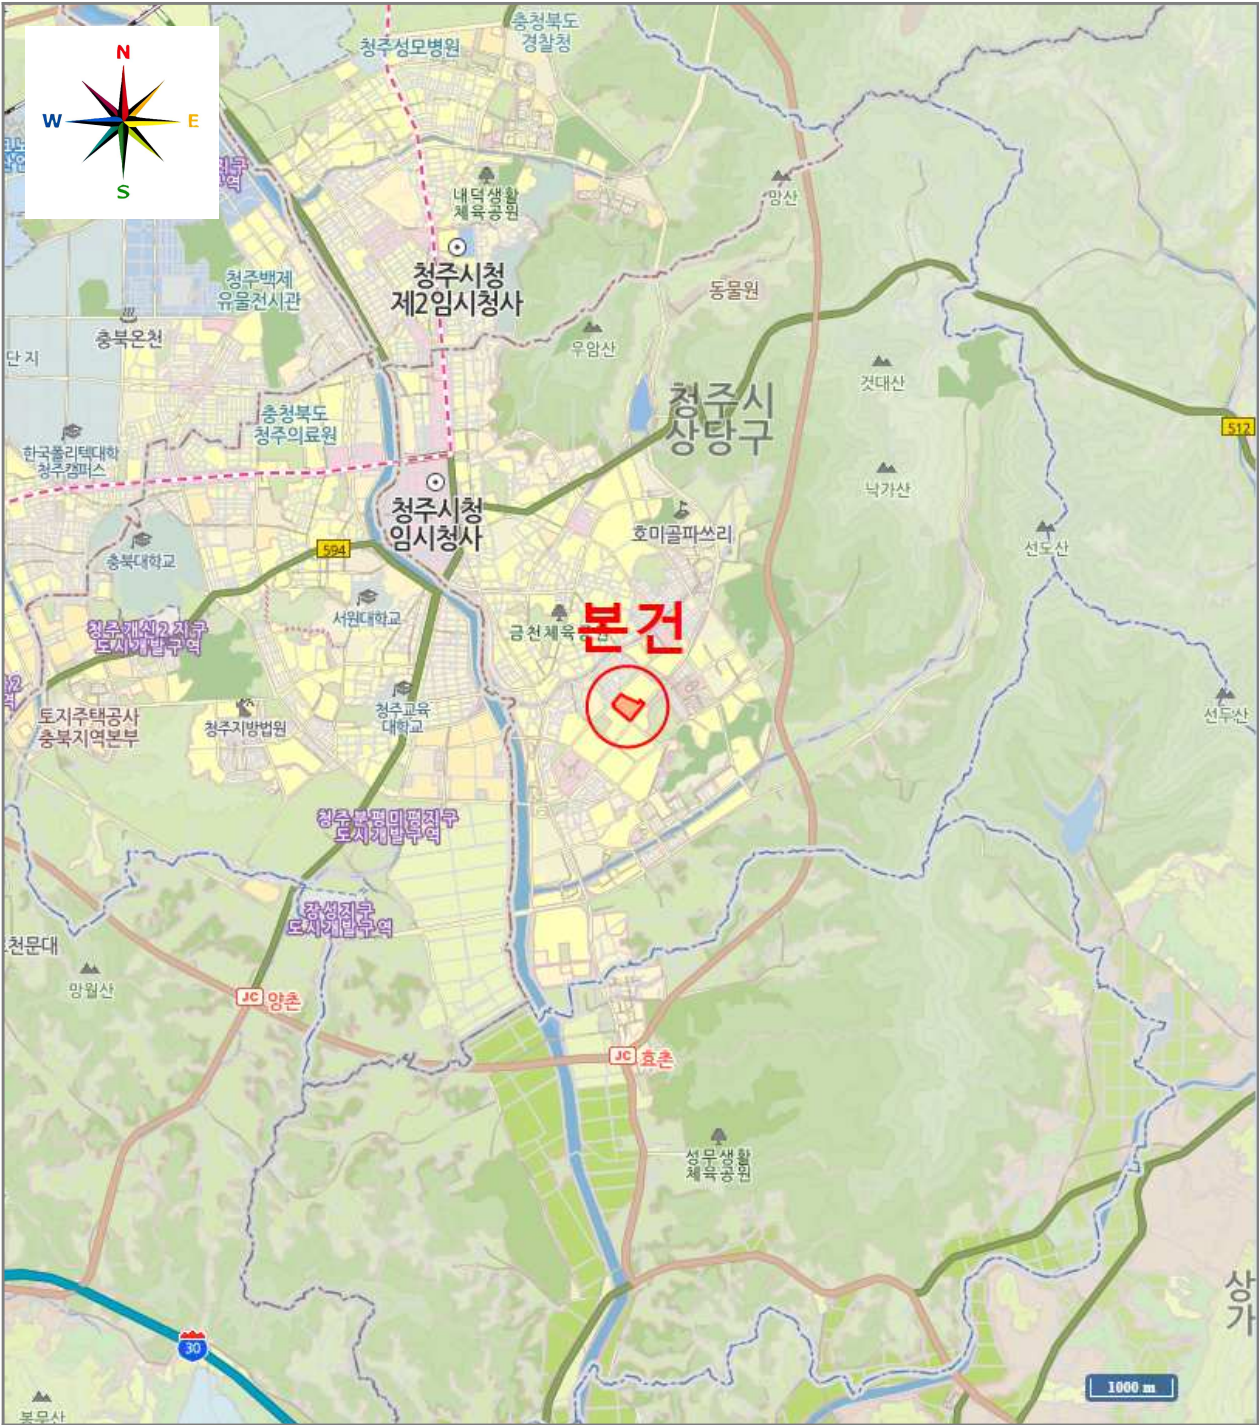 충청북도
경찰청
청주성모병원
N
W
E
S
내덕생활
체육공원
망산
청주시청
제2임시청사
청주백제
유물전시관
동물원
충북온천
우암산
단지
것대산
청주시
상당구
충청북도
청주의료원
512
한국폴리텍대학
청주캠퍼스
낙가산
청주시청
임시청사
호미골파쓰리
선도산
594
충북대학교
서원대학교
금천체육공원
본건
청주개신2지구
도시개발구역
청주교육
대학교
선두산
토지주택공사
충북지역본부
청주지방법원
청주분평미평지구
도시개발구역
장성지구
도시개발구역
천문대
망월산
JC 양촌
JC 효촌
성무생활
체육공원
상
가
30
1000 m
봉무산